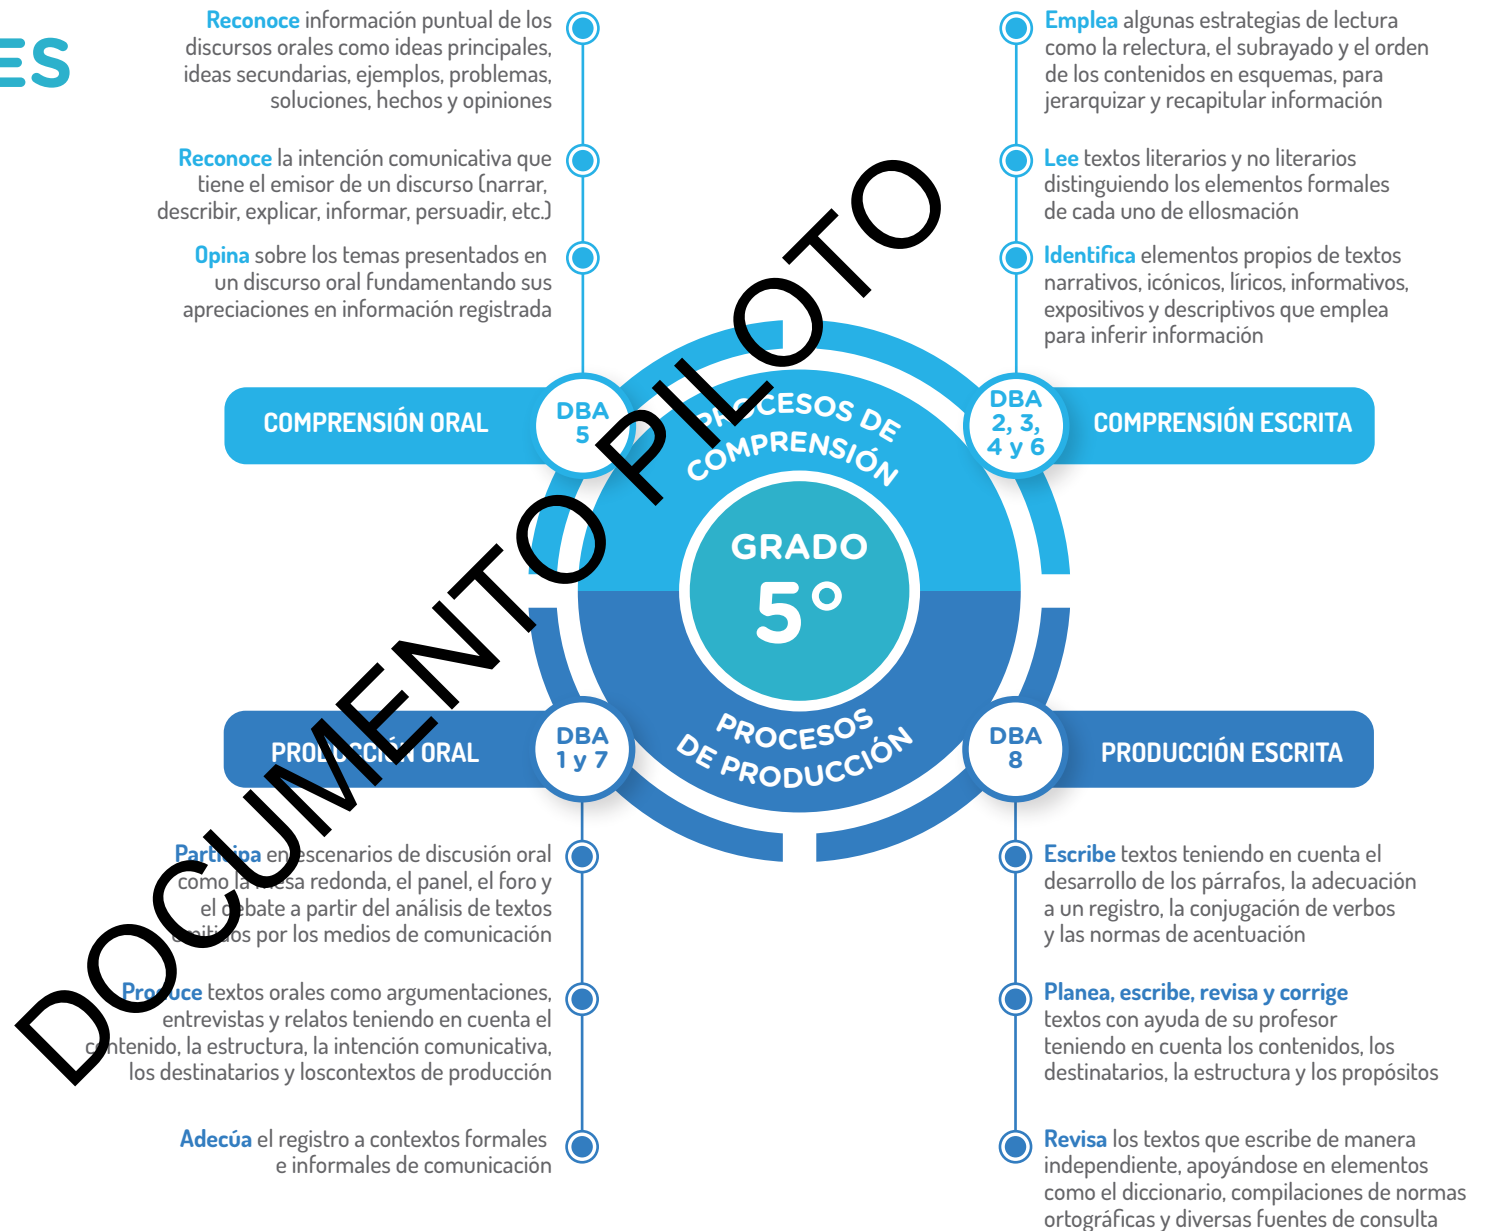 ES
Reconoce información puntual de los
discursos orales como ideas principales,
ideas secundarias, ejemplos, problemas,
soluciones, hechos y opiniones
Reconoce la intención comunicativa que
tiene el emisor de un discurso (narrar,
describir, explicar, informar, persuadir, etc.)
Opina sobre los temas presentados en
un discurso oral fundamentando sus
apreciaciones en información registrada
COMPRENSIÓN ORAL
DBA
5
Emplea algunas estrategias de lectura
como la relectura, el subrayado y el orden
de los contenidos en esquemas, para
jerarquizar y recapitular información
Lee textos literarios y no literarios
distinguiendo los elementos formales
de cada uno de ellosmación
Identifica elementos propios de textos
narrativos, icónicos, líricos, informativos,
expositivos y descriptivos que emplea
para inferir información
DBA
2, 3,
4 y 6
COMPRENSIÓN ESCRITA
PROCESOS DE
COMPRENSIÓN
GRADO
5°
PROCESOS
DE PRODUCCIÓN
PRODUCCIÓN ORAL
DBA
1 y 7
Participa en escenarios de discusión oral
como la mesa redonda, el panel, el foro y
el debate a partir del análisis de textos
emitidos por los medios de comunicación
Produce textos orales como argumentaciones,
entrevistas y relatos teniendo en cuenta el
contenido, la estructura, la intención comunicativa,
los destinatarios y loscontextos de producción
Adecúa el registro a contextos formales
e informales de comunicación
DBA
8
PRODUCCIÓN ESCRITA
Escribe textos teniendo en cuenta el
desarrollo de los párrafos, la adecuación
a un registro, la conjugación de verbos
y las normas de acentuación
Planea, escribe, revisa y corrige
textos con ayuda de su profesor
teniendo en cuenta los contenidos, los
destinatarios, la estructura y los propósitos
Revisa los textos que escribe de manera
independiente, apoyándose en elementos
como el diccionario, compilaciones de normas
ortográficas y diversas fuentes de consulta
DOCUMENTO PILOTO